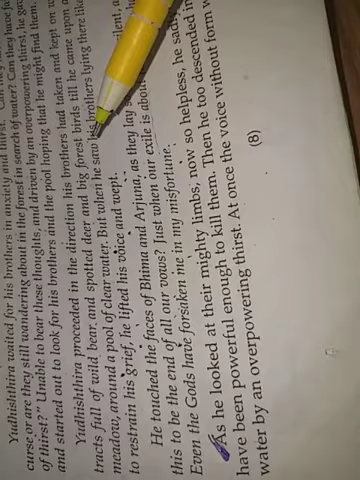 Yudhishthira waited for his brothers in anxiety and thirst.
curse or are they still wandering about in the forest in search of water? Can they have
of thirst?" Unable to bear these thoughts, and driven by an overpowering thirst, he
and started out to look for his brothers and the pool hoping that he might find them.
Yudhishthira proceeded in the direction his brothers had taken and kept on
tracts full of wild bear, and spotted deer and big forest birds till he came upon a
meadow, around a pool of clear water. But when he saw his brothers lying there like
to restrain his grief, he lifted his voice and wept.
He touched the faces of Bhima and Arjuna, as they lay
this to be the end of all our vows? Just when our exile is about
Even the Gods have forsaken me in my misfortune.
As he looked at their mighty limbs, now so helpless, he sadly
have been powerful enough to kill them. Then he too descended in
water by an overpowering thirst. At once the voice without form
(8)